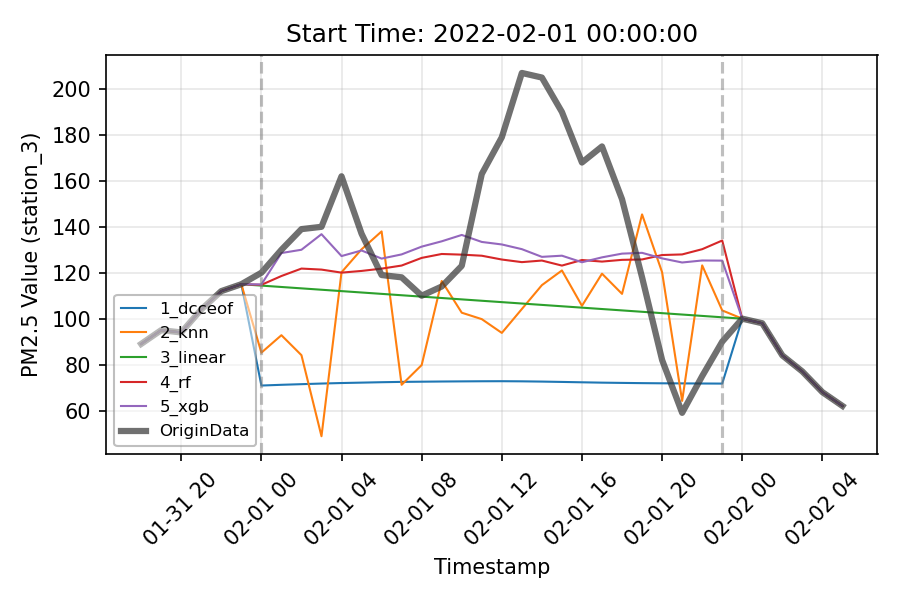 Start Time: 2022-02-01 00:00:00
PM2.5 Value (station_3)
200
180
160
140
120
100
80
60
1_dcceof
2_knn
3_linear
4_rf
5_xgb
OriginData
01-31 20
02-01 00
02-01 04
02-01 08
02-01 12
02-01 16
02-01 20
02-02 00
02-02 04
Timestamp